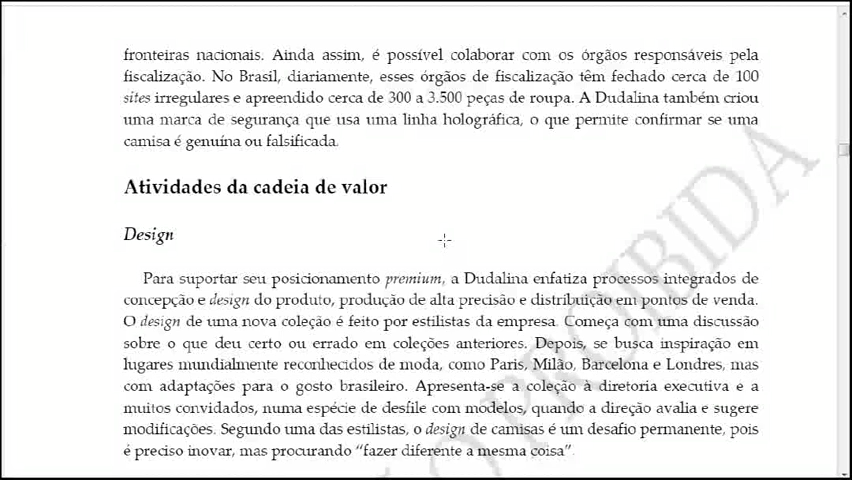 fronteiras nacionais. Ainda assim, é possível colaborar com os órgãos responsáveis pela
fiscalização. No Brasil, diariamente, esses órgãos de fiscalização têm fechado cerca de 100
sites irregulares e apreendido cerca de 300 a 3.500 peças de roupa. A Dudalina também criou
uma marca de segurança que usa uma linha holográfica, o que permite confirmar se uma
camisa é genuína ou falsificada.
Atividades da cadeia de valor
Design
Para suportar seu posicionamento premium, a Dudalina enfatiza processos integrados de
concepção e design do produto, produção de alta precisão e distribuição em pontos de venda.
O design de uma nova coleção é feito por estilistas da empresa. Começa com uma discussão
sobre o que deu certo ou errado em coleções anteriores. Depois, se busca inspiração em
lugares mundialmente reconhecidos de moda, como Paris, Milão, Barcelona e Londres, mas
com adaptações para o gosto brasileiro. Apresenta-se a coleção à diretoria executiva e a
muitos convidados, numa espécie de desfile com modelos, quando a direção avalia e sugere
modificações. Segundo uma das estilistas, o design de camisas é um desafio permanente, pois
é preciso inovar, mas procurando “fazer diferente a mesma coisa”.
O PROIBIDA